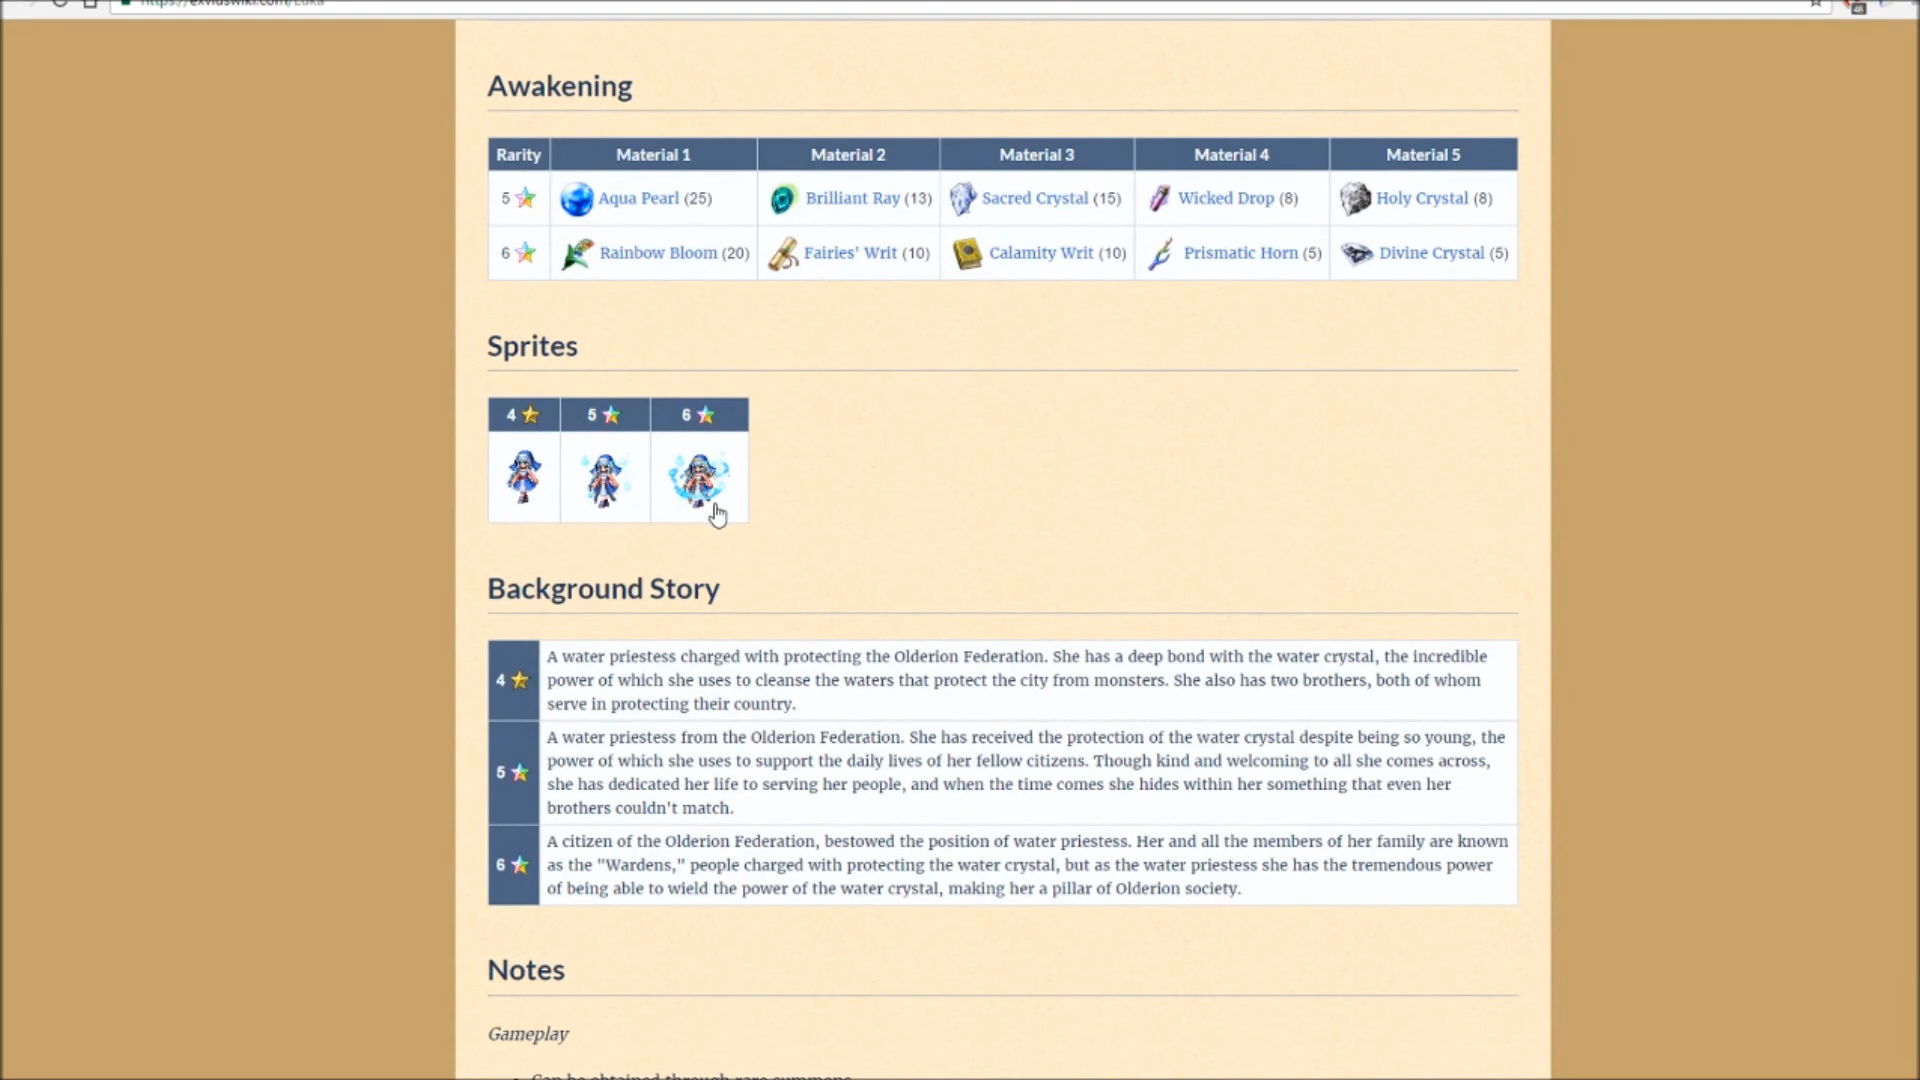 https://exviuswiki.com/Luka
Awakening
Rarity Material 1 Material 2 Material 3 Material 4 Material 5
5 Aqua Pearl (25) Brilliant Ray (13) Sacred Crystal (15) Wicked Drop (8) Holy Crystal (8)
6 Rainbow Bloom (20) Fairies' Writ (10) Calamity Writ (10) Prismatic Horn (5) Divine Crystal (5)
Sprites
4 5 6
Background Story
A water priestess charged with protecting the Olderion Federation. She has a deep bond with the water crystal, the incredible
4 power of which she uses to cleanse the waters that protect the city from monsters. She also has two brothers, both of whom
serve in protecting their country.
A water priestess from the Olderion Federation. She has received the protection of the water crystal despite being so young, the
power of which she uses to support the daily lives of her fellow citizens. Though kind and welcoming to all she comes across,
5 she has dedicated her life to serving her people, and when the time comes she hides within her something that even her
brothers couldn't match.
A citizen of the Olderion Federation, bestowed the position of water priestess. Her and all the members of her family are known
6 as the "Wardens," people charged with protecting the water crystal, but as the water priestess she has the tremendous power
of being able to wield the power of the water crystal, making her a pillar of Olderion society.
Notes
Gameplay
Can be obtained through rare summons